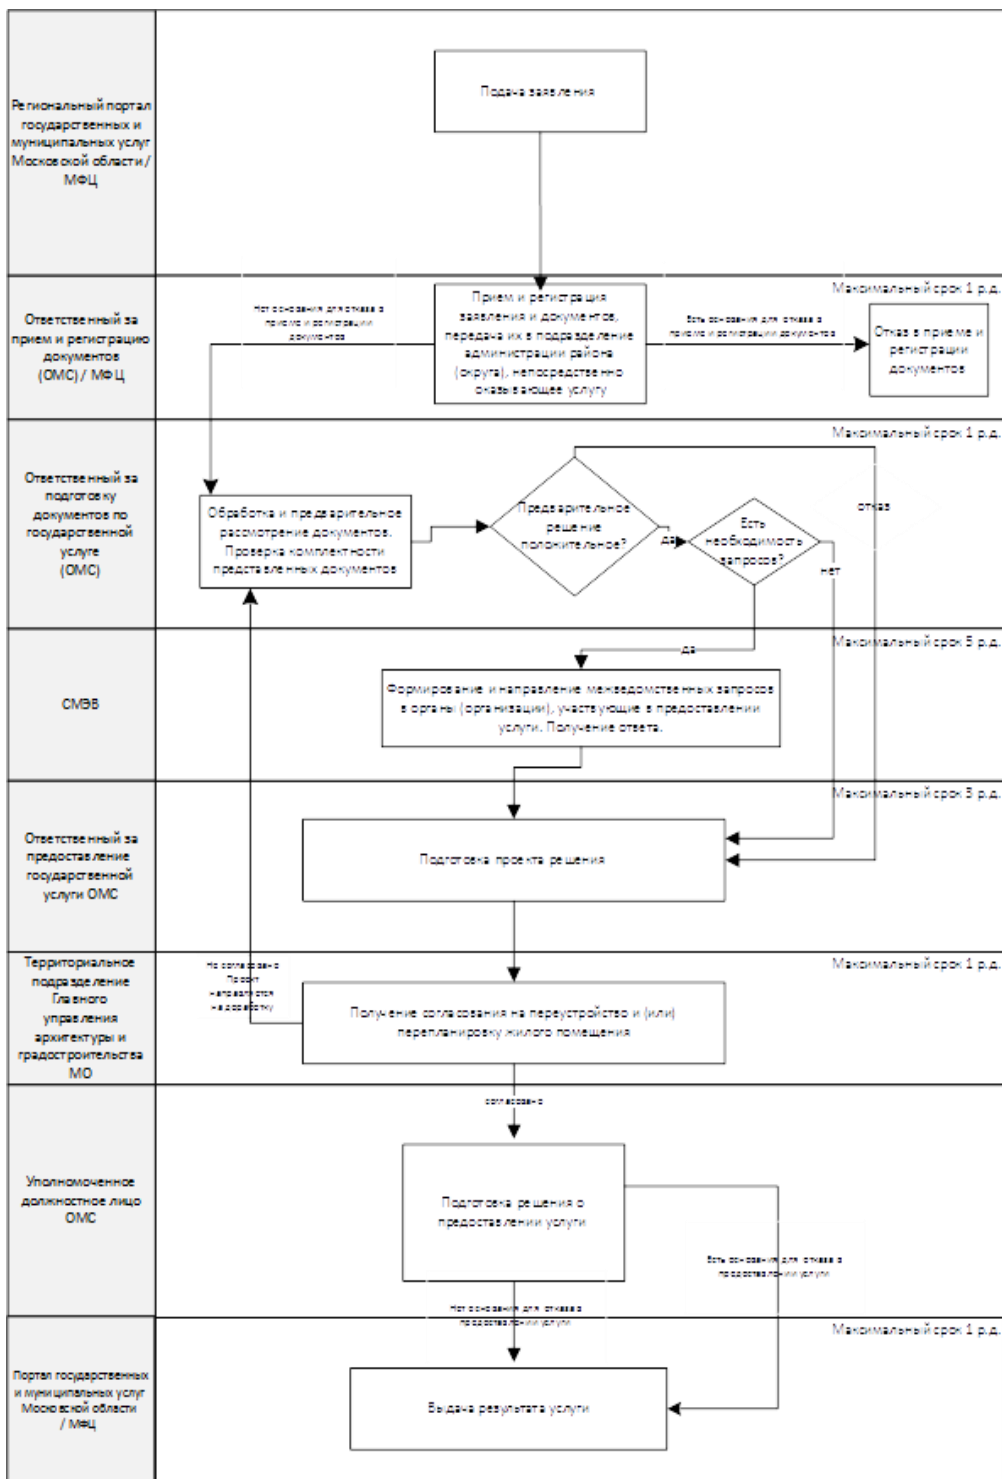 Региональный портал
государственных и
муниципальных услуг
Московской области /
МФЦ
Подача заявления
Ответственный за
прием и регистрацию
документов
(ОМС) / МФЦ
Максимальный срок 1 р.д.
Нет основания для отказа в
приеме и регистрации
документов
Прием и регистрация
заявления и документов,
передача их в подразделение
администрации района
(округа), непосредственно
оказывающее услугу
Есть основания для отказа в
приеме и регистрации документов
Отказ в приеме и
регистрации
документов
Ответственный за
подготовку
документов по
государственной
услуге
(ОМС)
Максимальный срок 1 р.д.
Обработка и предварительное
рассмотрение документов.
Проверка комплектности
представленных документов
Предварительное
решение
положительное?
да
Есть
необходимость
запросов?
отказ
нет
СМЭВ
Максимальный срок 5 р.д.
да
Формирование и направление межведомственных запросов
в органы (организации), участвующие в предоставлении
услуги. Получение ответа.
Ответственный за
предоставление
государственной
услуги ОМС
Максимальный срок 3 р.д.
Подготовка проекта решения
Территориальное
подразделение
Главного
управления
архитектуры и
градостроительства
МО
Максимальный срок 1 р.д.
Не согласовано
Проект
направляется
на доработку
Получение согласования на переустройство и (или)
перепланировку жилого помещения
согласовано
Уполномоченное
должностное лицо
ОМС
Подготовка решения о
предоставлении услуги
Есть основания для отказа в
предоставлении услуги
Нет основания для отказа в
предоставлении услуги
Портал государственных
и муниципальных услуг
Московской области
/ МФЦ
Максимальный срок 1 р.д.
Выдача результата услуги